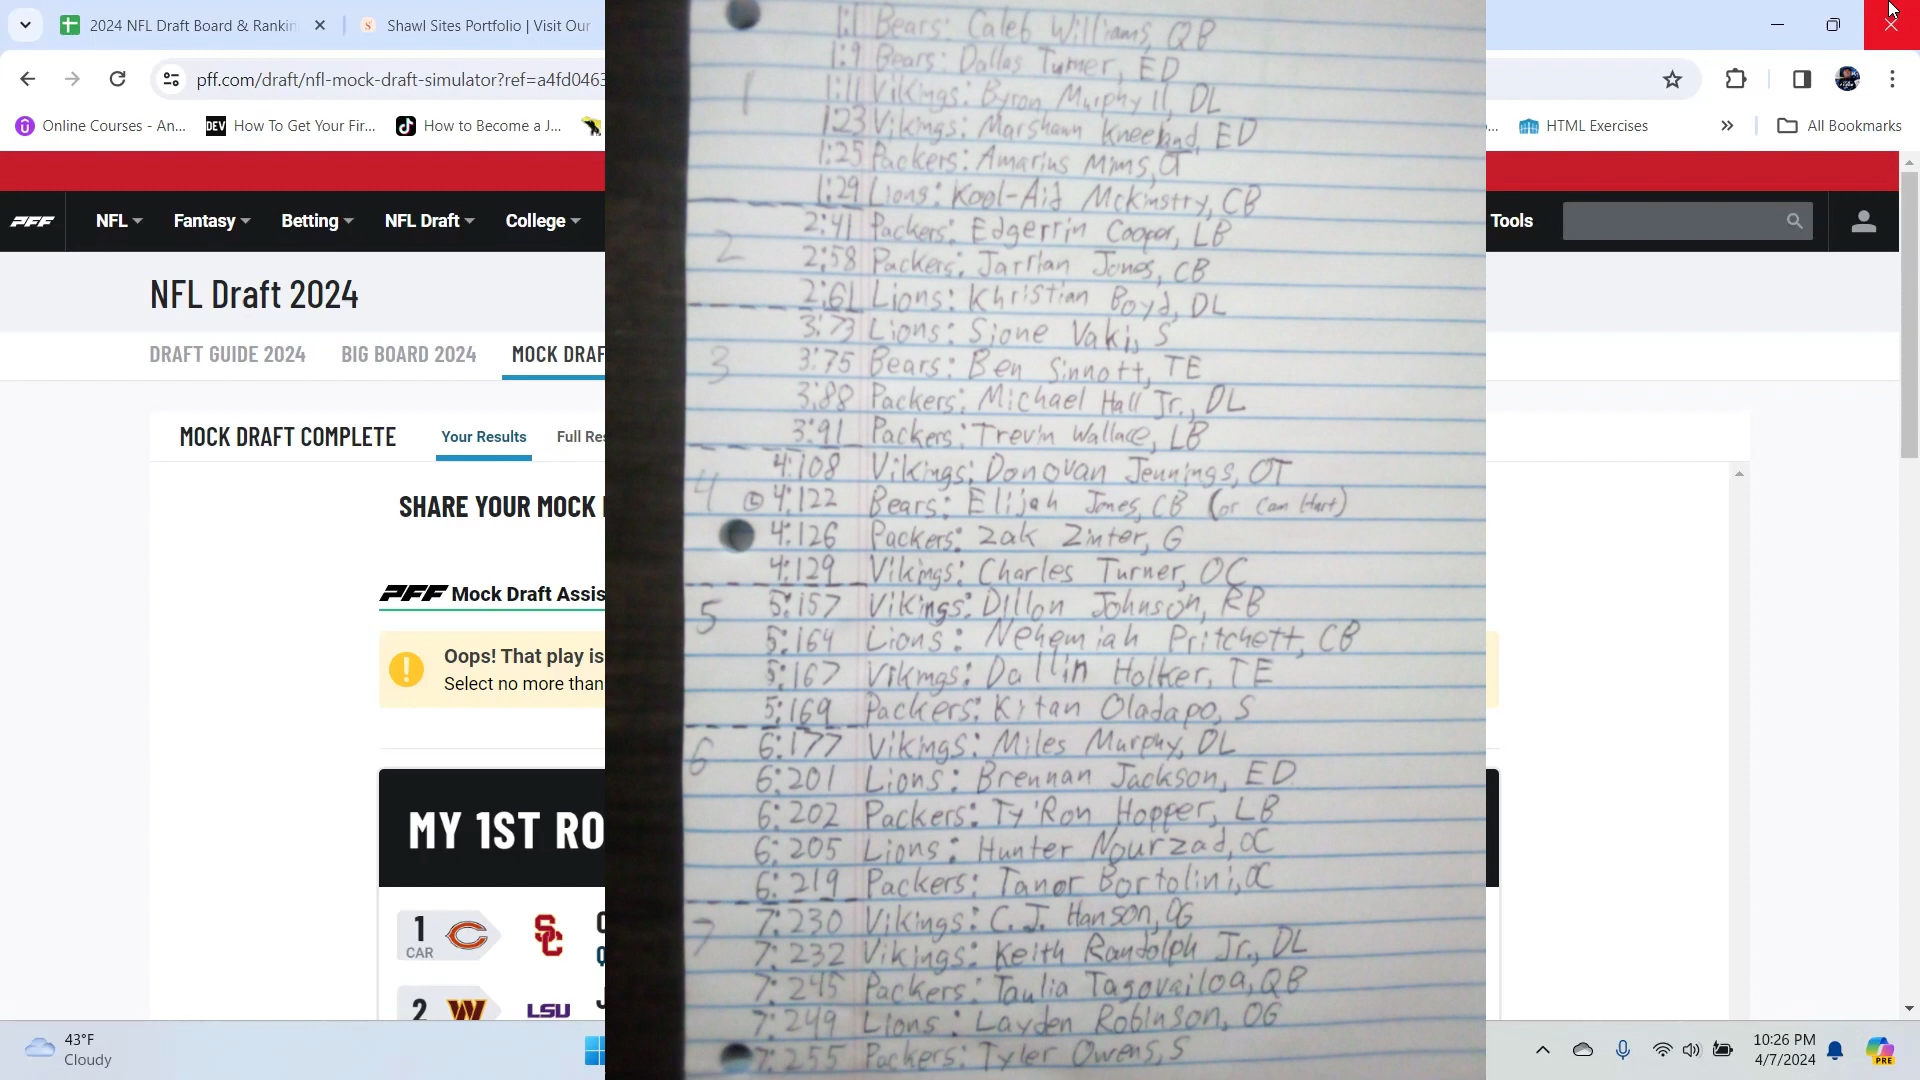 2024 NFL Draft Board & Rankin
Shawl Sites Portfolio | Visit Our
pff.com/draft/nfl-mock-draft-simulator?ref=a4fd0463
Online Courses - An...
DEV
How To Get Your Fir...
How to Become a J...
HTML Exercises
All Bookmarks
PFF
NFL
Fantasy
Betting
NFL Draft
College
Tools
NFL Draft 2024
DRAFT GUIDE 2024
BIG BOARD 2024
MOCK DRAF
MOCK DRAFT COMPLETE
Your Results
Full Res
SHARE YOUR MOCK
PFF Mock Draft Assis
Oops! That play is
Select no more than
MY 1ST RO
1
CAR
SC
2
W
LSU
1
1:1 Bears: Caleb Williams, QB
1:9 Bears: Dallas Turner, ED
1:11 Vikings: Byron Murphy II, DL
1:23 Vikings: Marshawn Kneeland, ED
1:25 Packers: Amarius Mims, OT
1:29 Lions: Kool-Aid Mckinstry, CB
2
2:41 Packers: Edgerrin Cooper, LB
2:58 Packers: Jarrian Jones, CB
2:61 Lions: Khristian Boyd, DL
3
3:73 Lions: Sione Vaki, S
3:75 Bears: Ben Sinnott, TE
3:88 Packers: Michael Hall Jr., DL
3:91 Packers: Trevin Wallace, LB
4
4:108 Vikings: Donovan Jennings, OT
4:122 Bears: Elijah Jones, CB (or Cam Hart)
4:126 Packers: Zak Zinter, G
4:129 Vikings: Charles Turner, OC
5
5:157 Vikings: Dillon Johnson, RB
5:164 Lions: Nehemiah Pritchett, CB
5:167 Vikings: Dallin Holker, TE
5:169 Packers: Kitan Oladapo, S
6
6:177 Vikings: Miles Murphy, DL
6:201 Lions: Brennan Jackson, ED
6:202 Packers: Ty'Ron Hopper, LB
6:205 Lions: Hunter Nourzad, OC
6:219 Packers: Tanor Bortolini, OC
7
7:230 Vikings: C.J. Hanson, OG
7:232 Vikings: Keith Randolph Jr., DL
7:245 Packers: Taulia Tagovailoa, QB
7:249 Lions: Layden Robinson, OG
7:255 Packers: Tyler Owens, S
43°F
Cloudy
10:26 PM
4/7/2024
PRE